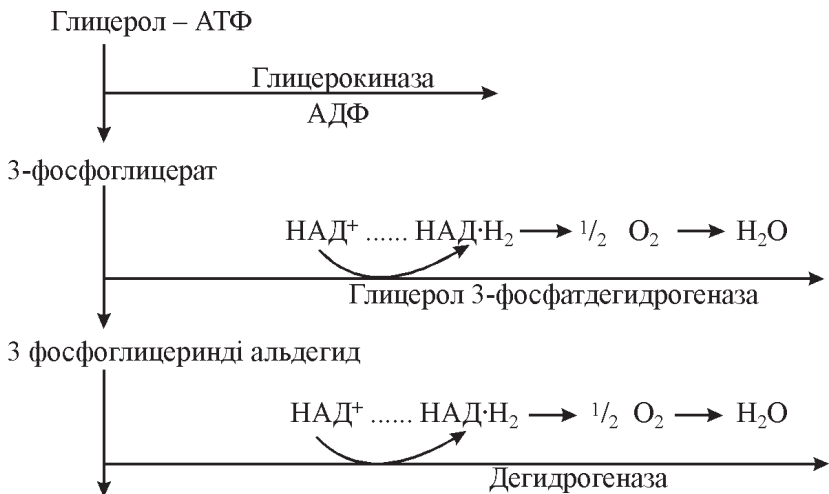 Глицерол – АТФ
Глицерокиназа
АДФ
3-фосфоглицерат
НАД⁺ ...... НАД·Н₂ → ¹/₂ О₂ → Н₂О
Глицерол 3-фосфатдегидрогеназа
3 фосфоглицеринді альдегид
НАД⁺ ...... НАД·Н₂ → ¹/₂ О₂ → Н₂О
Дегидрогеназа